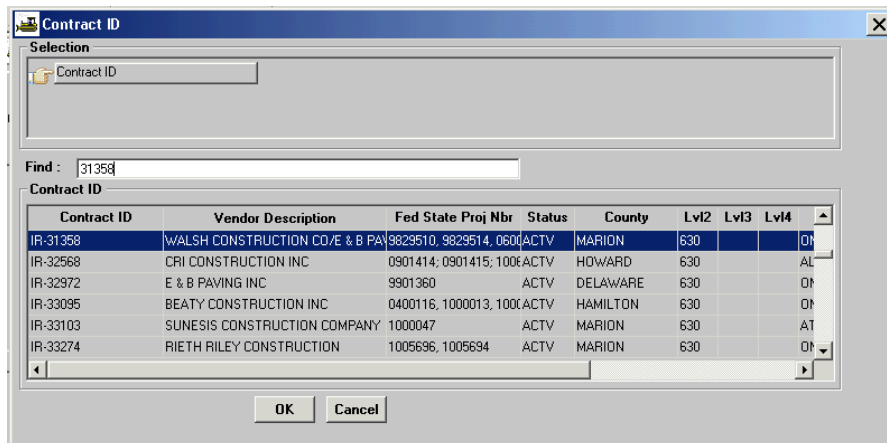 Contract ID
Selection
Contract ID
Find : 31358
Contract ID
Contract ID Vendor Description Fed State Proj Nbr Status County Lvl2 Lvl3 Lvl4
IR-31358 WALSH CONSTRUCTION CO/E & B PAV 9829510, 9829514, 0600 ACTV MARION 630 ON
IR-32568 CRI CONSTRUCTION INC 0901414; 0901415; 1006 ACTV HOWARD 630 AL
IR-32972 E & B PAVING INC 9901360 ACTV DELAWARE 630 ON
IR-33095 BEATY CONSTRUCTION INC 0400116, 1000013, 1000 ACTV HAMILTON 630 ON
IR-33103 SUNESIS CONSTRUCTION COMPANY 1000047 ACTV MARION 630 AT
IR-33274 RIETH RILEY CONSTRUCTION 1005696, 1005694 ACTV MARION 630 ON
OK Cancel